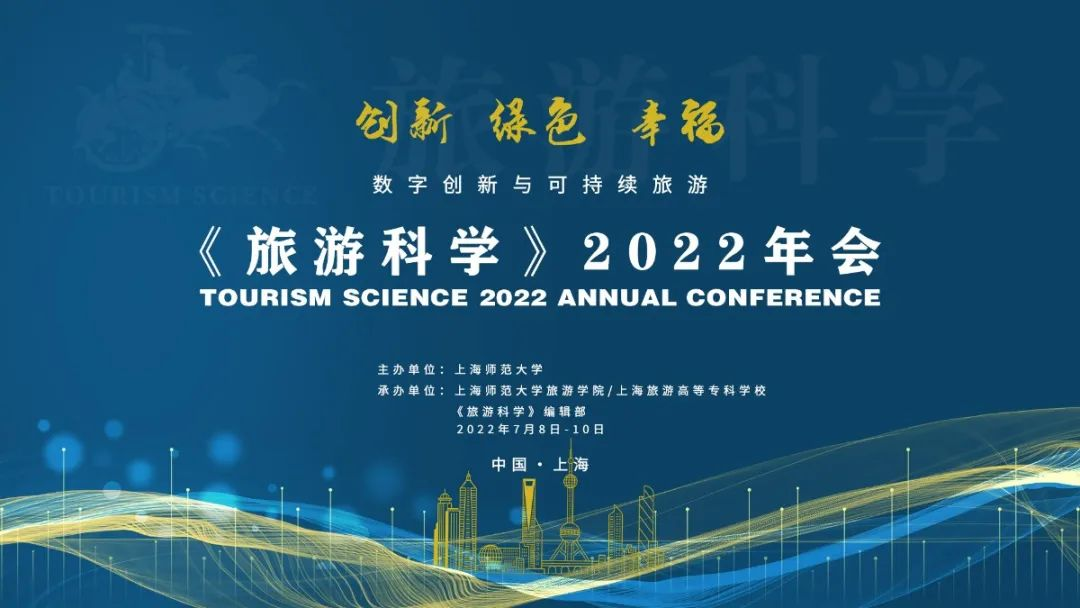 旅游科学
TOURISM SCIENCE
创新 绿色 幸福
数字创新与可持续旅游
《旅游科学》2022年会
TOURISM SCIENCE 2022 ANNUAL CONFERENCE
主办单位：上海师范大学
承办单位：上海师范大学旅游学院/上海旅游高等专科学校
《旅游科学》编辑部
2022年7月8日-10日
中国·上海